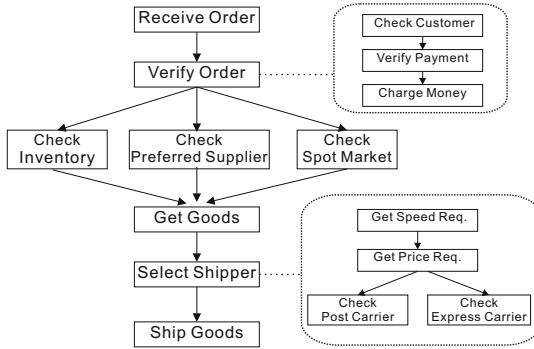 Receive Order
Verify Order
Check Customer
Verify Payment
Charge Money
Check
Inventory
Check
Preferred Supplier
Check
Spot Market
Get Goods
Select Shipper
Ship Goods
Get Speed Req.
Get Price Req.
Check
Post Carrier
Check
Express Carrier